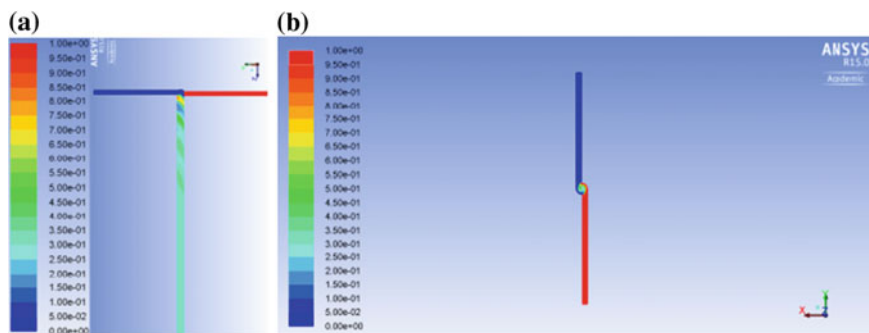 (a)
1.00e+00
9.50e-01
9.00e-01
8.50e-01
8.00e-01
7.50e-01
7.00e-01
6.50e-01
6.00e-01
5.50e-01
5.00e-01
4.50e-01
4.00e-01
3.50e-01
3.00e-01
2.50e-01
2.00e-01
1.50e-01
1.00e-01
5.00e-02
0.00e+00
ANSYS
(b)
1.00e+00
9.50e-01
9.00e-01
8.50e-01
8.00e-01
7.50e-01
7.00e-01
6.50e-01
6.00e-01
5.50e-01
5.00e-01
4.50e-01
4.00e-01
3.50e-01
3.00e-01
2.50e-01
2.00e-01
1.50e-01
1.00e-01
5.00e-02
0.00e+00
ANSYS
R15.0
Academic
Y
X
Z